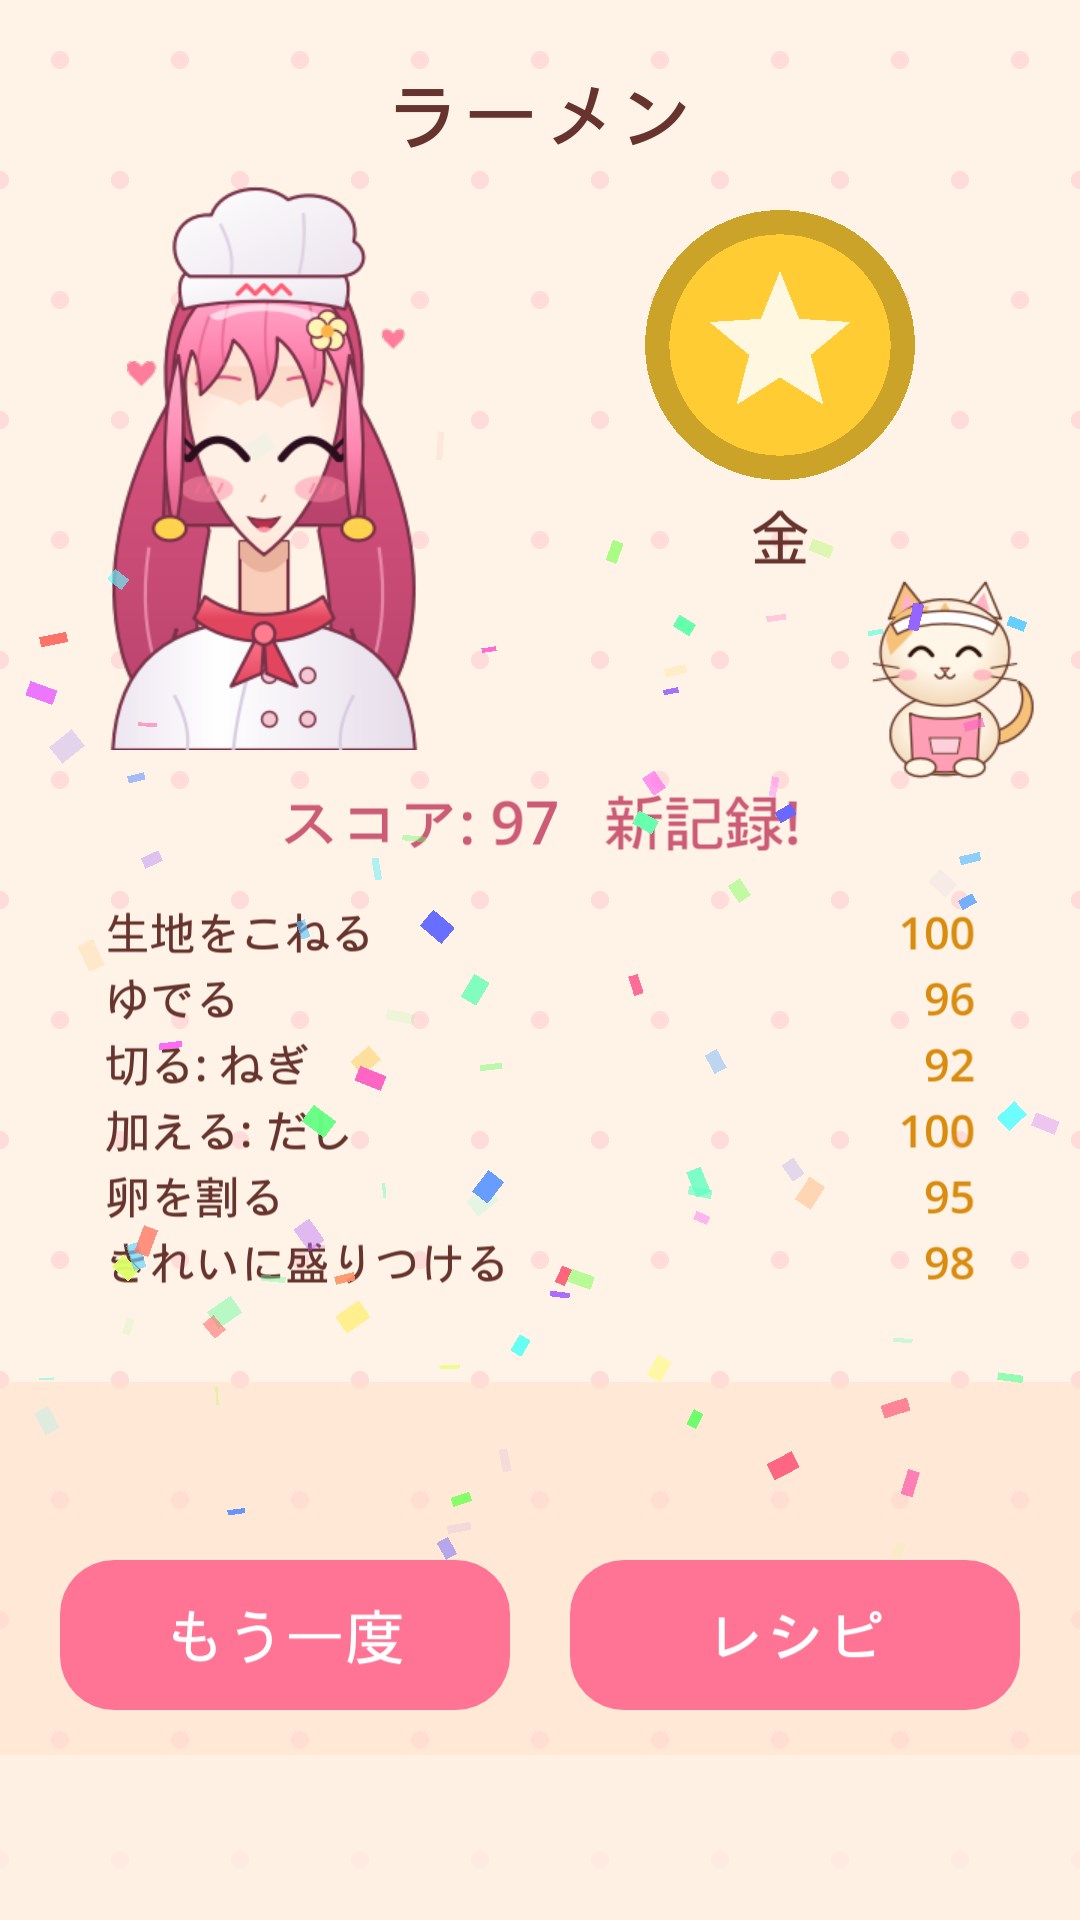 ラーメン
金
スコア: 97 新記録!
生地をこねる 100
ゆでる 96
切る: ねぎ 92
加える: だし 100
卵を割る 95
きれいに盛りつける 98
もう一度
レシピ